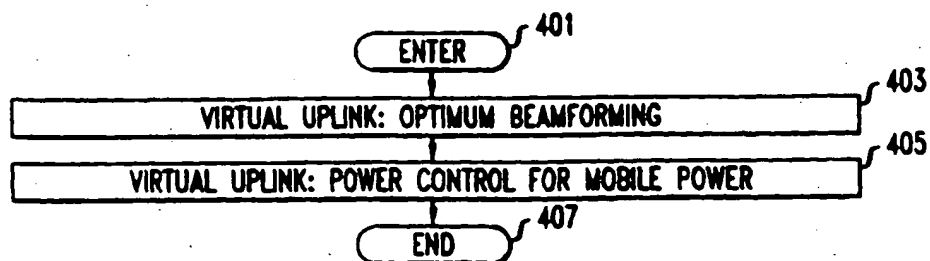 401
ENTER
403
VIRTUAL UPLINK: OPTIMUM BEAMFORMING
405
VIRTUAL UPLINK: POWER CONTROL FOR MOBILE POWER
407
END